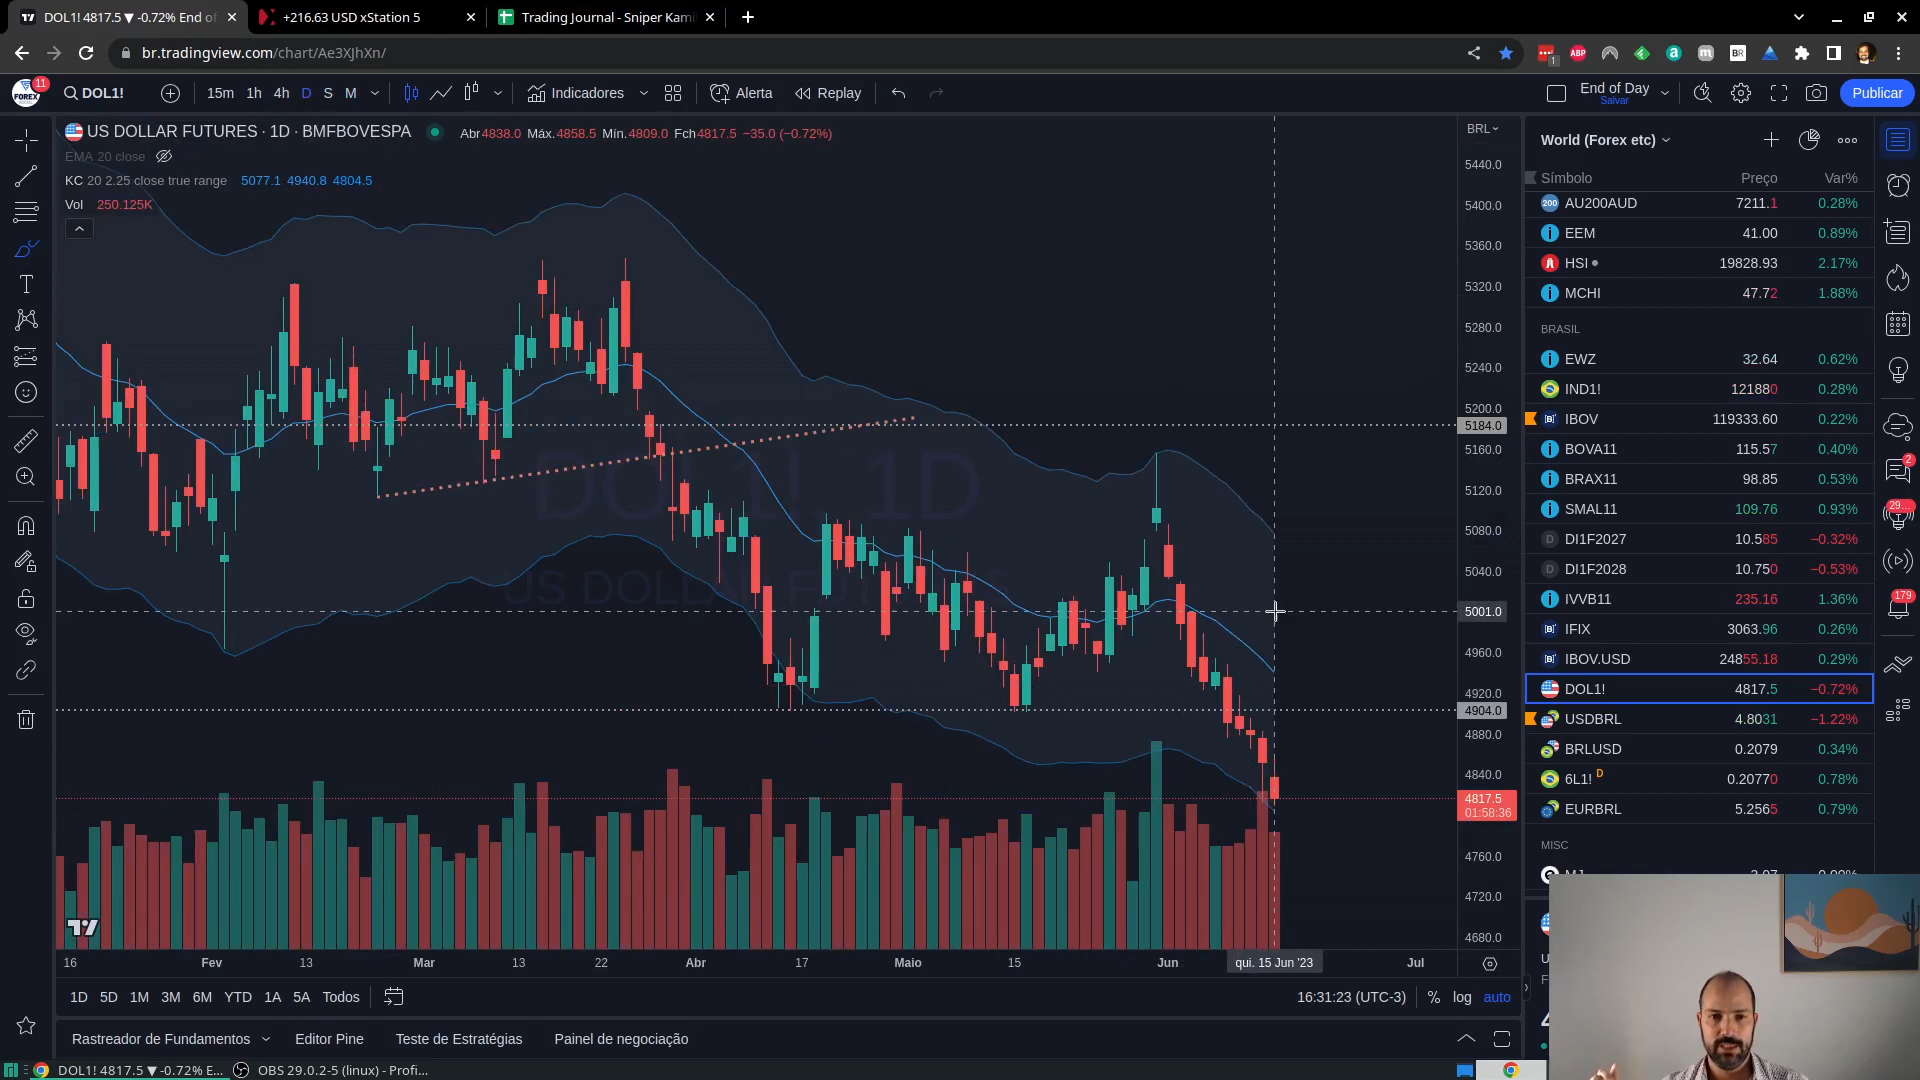 DOL1! 4817.5 ▼ -0.72% End of
+216.63 USD xStation 5
Trading Journal - Sniper Kami
br.tradingview.com/chart/Ae3XJhXn/
11
DOL1!
15m 1h 4h D S M
Indicadores
Alerta
Replay
End of Day
Salvar
Publicar
US DOLLAR FUTURES · 1D · BMFBOVESPA
Abr4838.0 Máx.4858.5 Mín.4809.0 Fch4817.5 −35.0 (−0.72%)
EMA 20 close
KC 20 2.25 close true range 5077.1 4940.8 4804.5
Vol 250.125K
DOL1!, 1D
US DOLLAR FUTURES
BRL
5440.0
5400.0
5360.0
5320.0
5280.0
5240.0
5200.0
5184.0
5160.0
5120.0
5080.0
5040.0
5001.0
4960.0
4920.0
4904.0
4880.0
4840.0
4817.5
01:58:36
4760.0
4720.0
4680.0
16 Fev 13 Mar 13 22 Abr 17 Maio 15 Jun qui. 15 Jun '23 Jul
1D 5D 1M 3M 6M YTD 1A 5A Todos
16:31:23 (UTC-3) % log auto
Rastreador de Fundamentos Editor Pine Teste de Estratégias Painel de negociação
DOL1! 4817.5 ▼ -0.72% E...
OBS 29.0.2-5 (linux) - Profi...
World (Forex etc)
Símbolo Preço Var%
AU200AUD 7211.1 0.28%
EEM 41.00 0.89%
HSI 19828.93 2.17%
MCHI 47.72 1.88%
BRASIL
EWZ 32.64 0.62%
IND1! 121880 0.28%
IBOV 119333.60 0.22%
BOVA11 115.57 0.40%
BRAX11 98.85 0.53%
SMAL11 109.76 0.93%
DI1F2027 10.585 −0.32%
DI1F2028 10.750 −0.53%
IVVB11 235.16 1.36%
IFIX 3063.96 0.26%
IBOV.USD 24855.18 0.29%
DOL1! 4817.5 −0.72%
USDBRL 4.8031 −1.22%
BRLUSD 0.2079 0.34%
6L1! D 0.20770 0.78%
EURBRL 5.2565 0.79%
MISC
2
29...
179